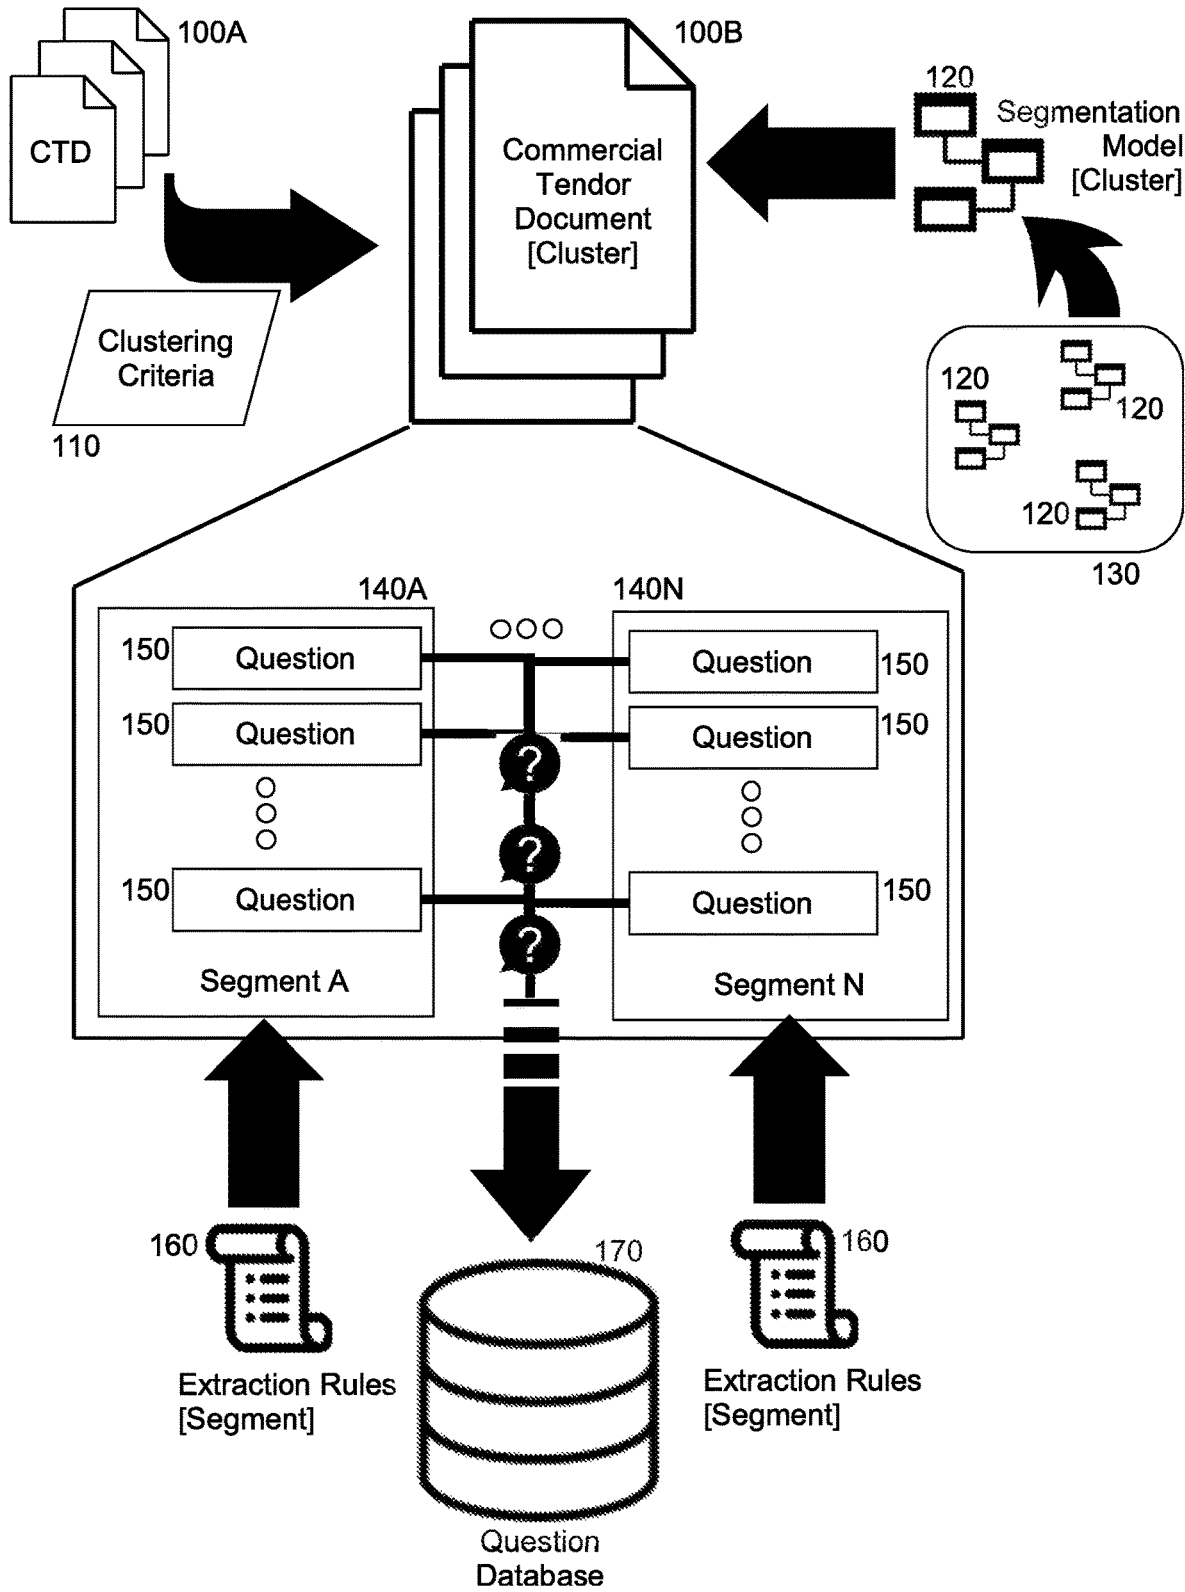 100A
CTD
100B
Commercial
Tendor
Document
[Cluster]
120
Segmentation
Model
[Cluster]
Clustering
Criteria
110
120
120
120
130
140A
140N
150
Question
Question
150
150
Question
Question
150
?
?
150
Question
Question
150
?
Segment A
Segment N
160
Extraction Rules
[Segment]
170
160
Extraction Rules
[Segment]
Question
Database